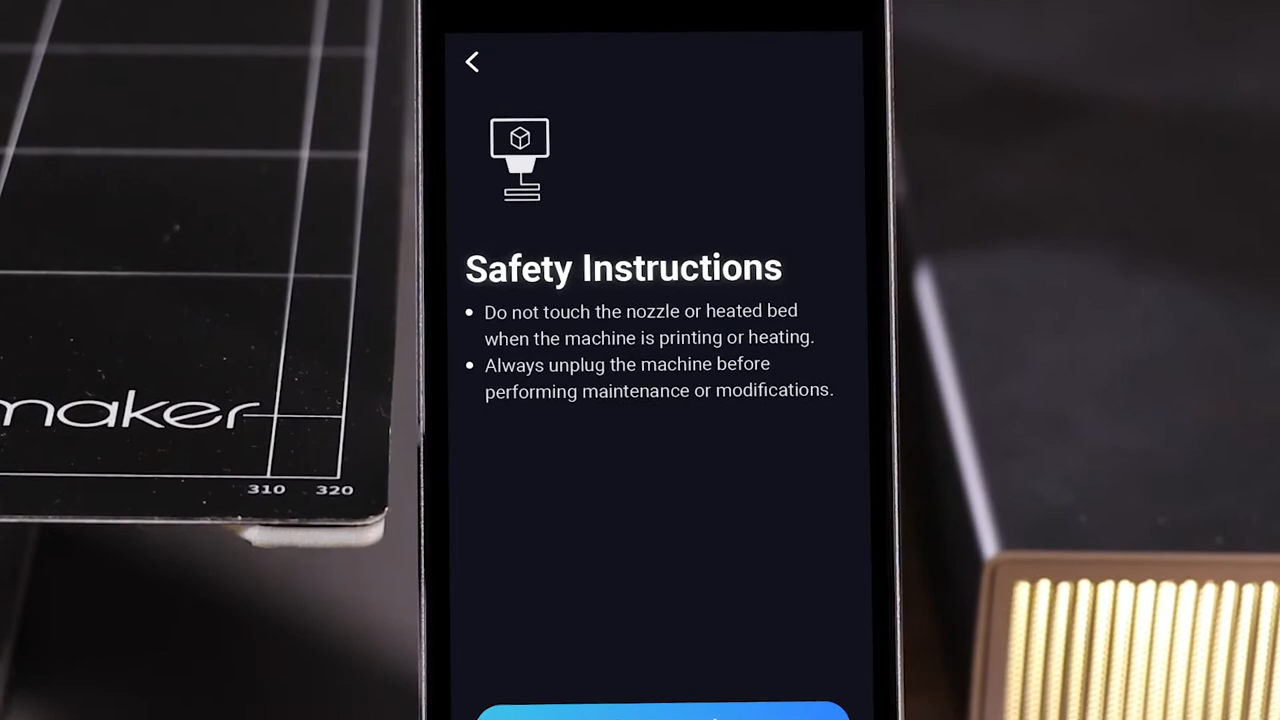 Safety Instructions
• Do not touch the nozzle or heated bed
when the machine is printing or heating.
• Always unplug the machine before
performing maintenance or modifications.
maker
310 320